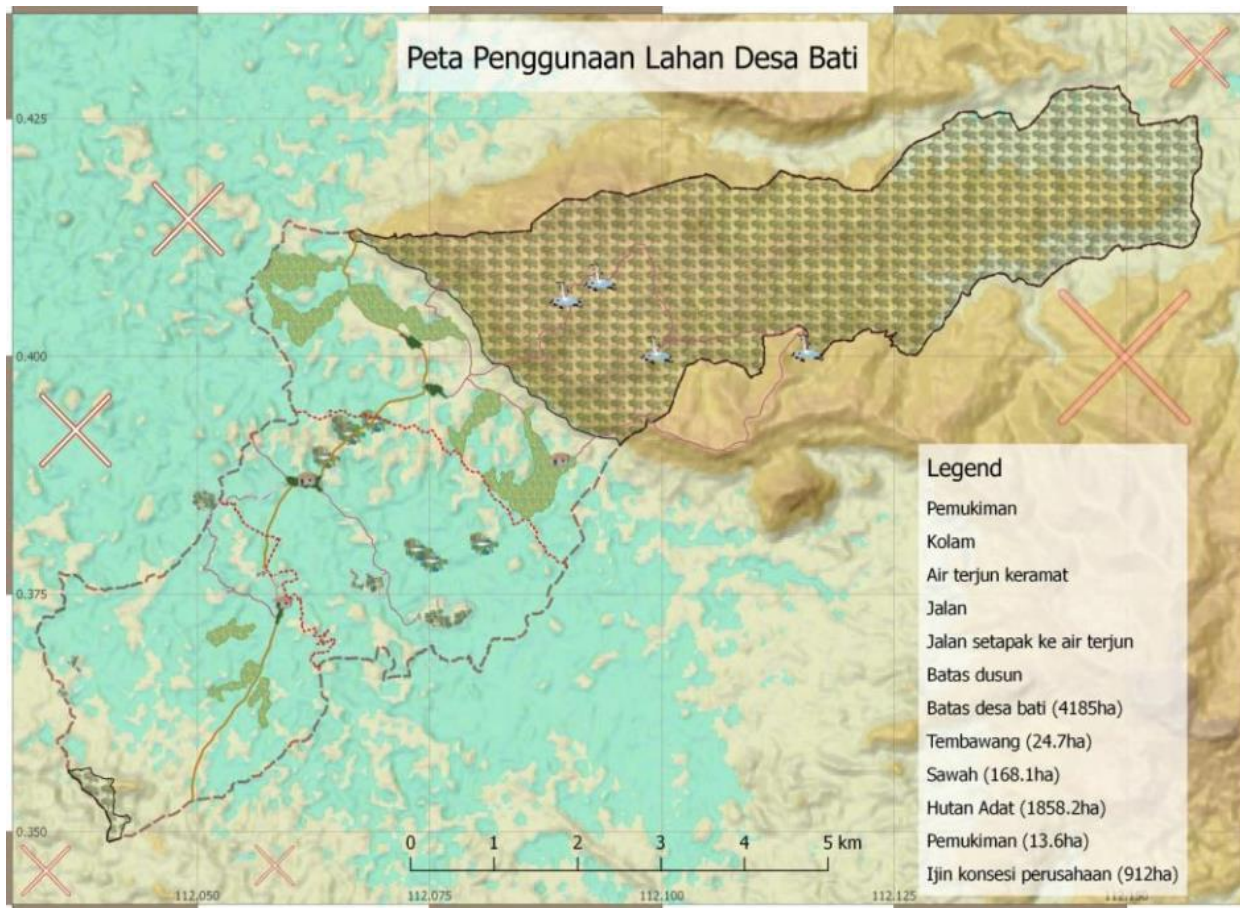 Peta Penggunaan Lahan Desa Bati
0.425
0.400
0.375
0.350
Legend
Pemukiman
Kolam
Air terjun keramat
Jalan
Jalan setapak ke air terjun
Batas dusun
Batas desa bati (4185ha)
Tembawang (24.7ha)
Sawah (168.1ha)
Hutan Adat (1858.2ha)
Pemukiman (13.6ha)
Ijin konsesi perusahaan (912ha)
0 1 2 3 4 5 km
112.050 112.075 112.100 112.125 112.150